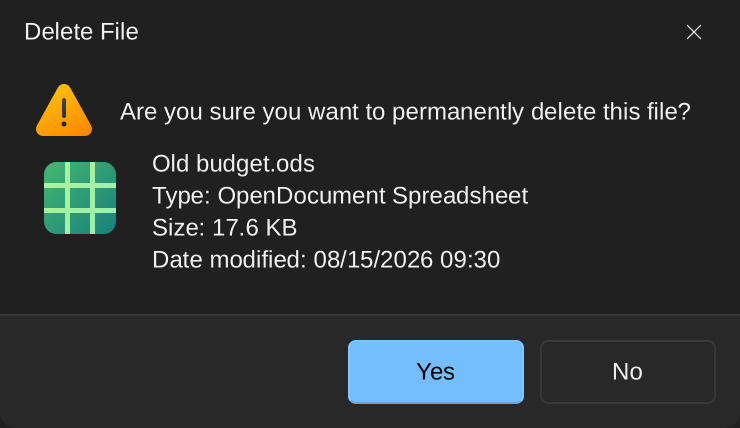 Delete File
Are you sure you want to permanently delete this file?
Old budget.ods
Type: OpenDocument Spreadsheet
Size: 17.6 KB
Date modified: 08/15/2026 09:30
Yes
No